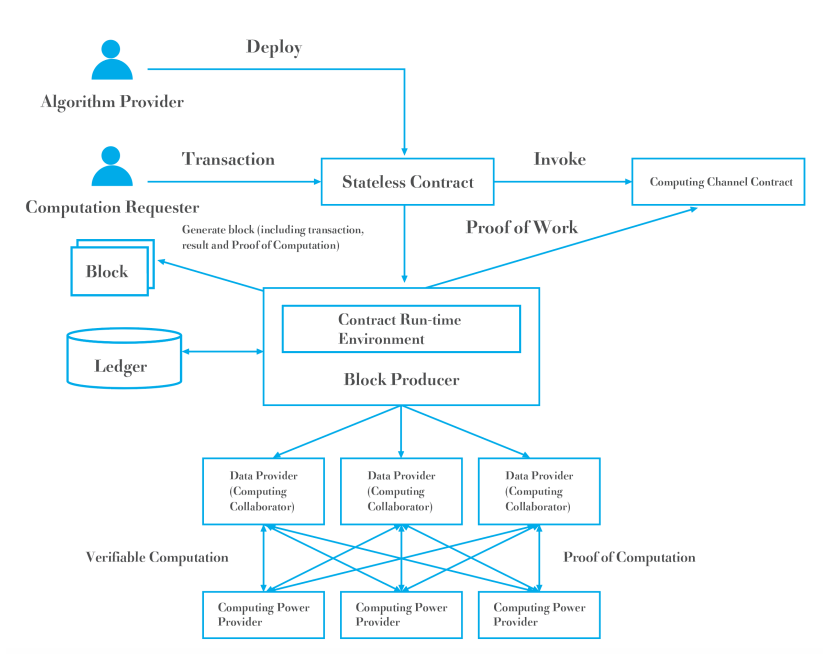 Deploy
Algorithm Provider
Transaction
Invoke
Stateless Contract
Computing Channel Contract
Computation Requester
Generate block (including transaction,
result and Proof of Computation)
Proof of Work
Block
Contract Run-time
Environment
Ledger
Block Producer
Data Provider
(Computing
Collaborator)
Data Provider
(Computing
Collaborator)
Data Provider
(Computing
Collaborator)
Verifiable Computation
Proof of Computation
Computing Power
Provider
Computing Power
Provider
Computing Power
Provider